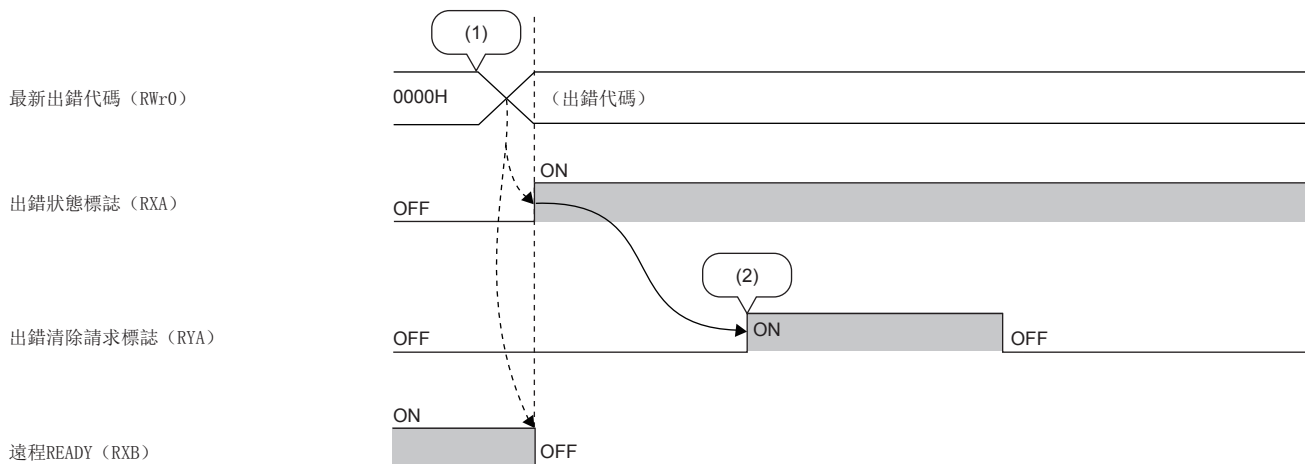 (1)
最新出錯代碼（RWr0）
0000H
（出錯代碼）
ON
出錯狀態標誌（RXA）
OFF
(2)
出錯清除請求標誌（RYA）
OFF
ON
OFF
ON
遠程READY（RXB）
OFF